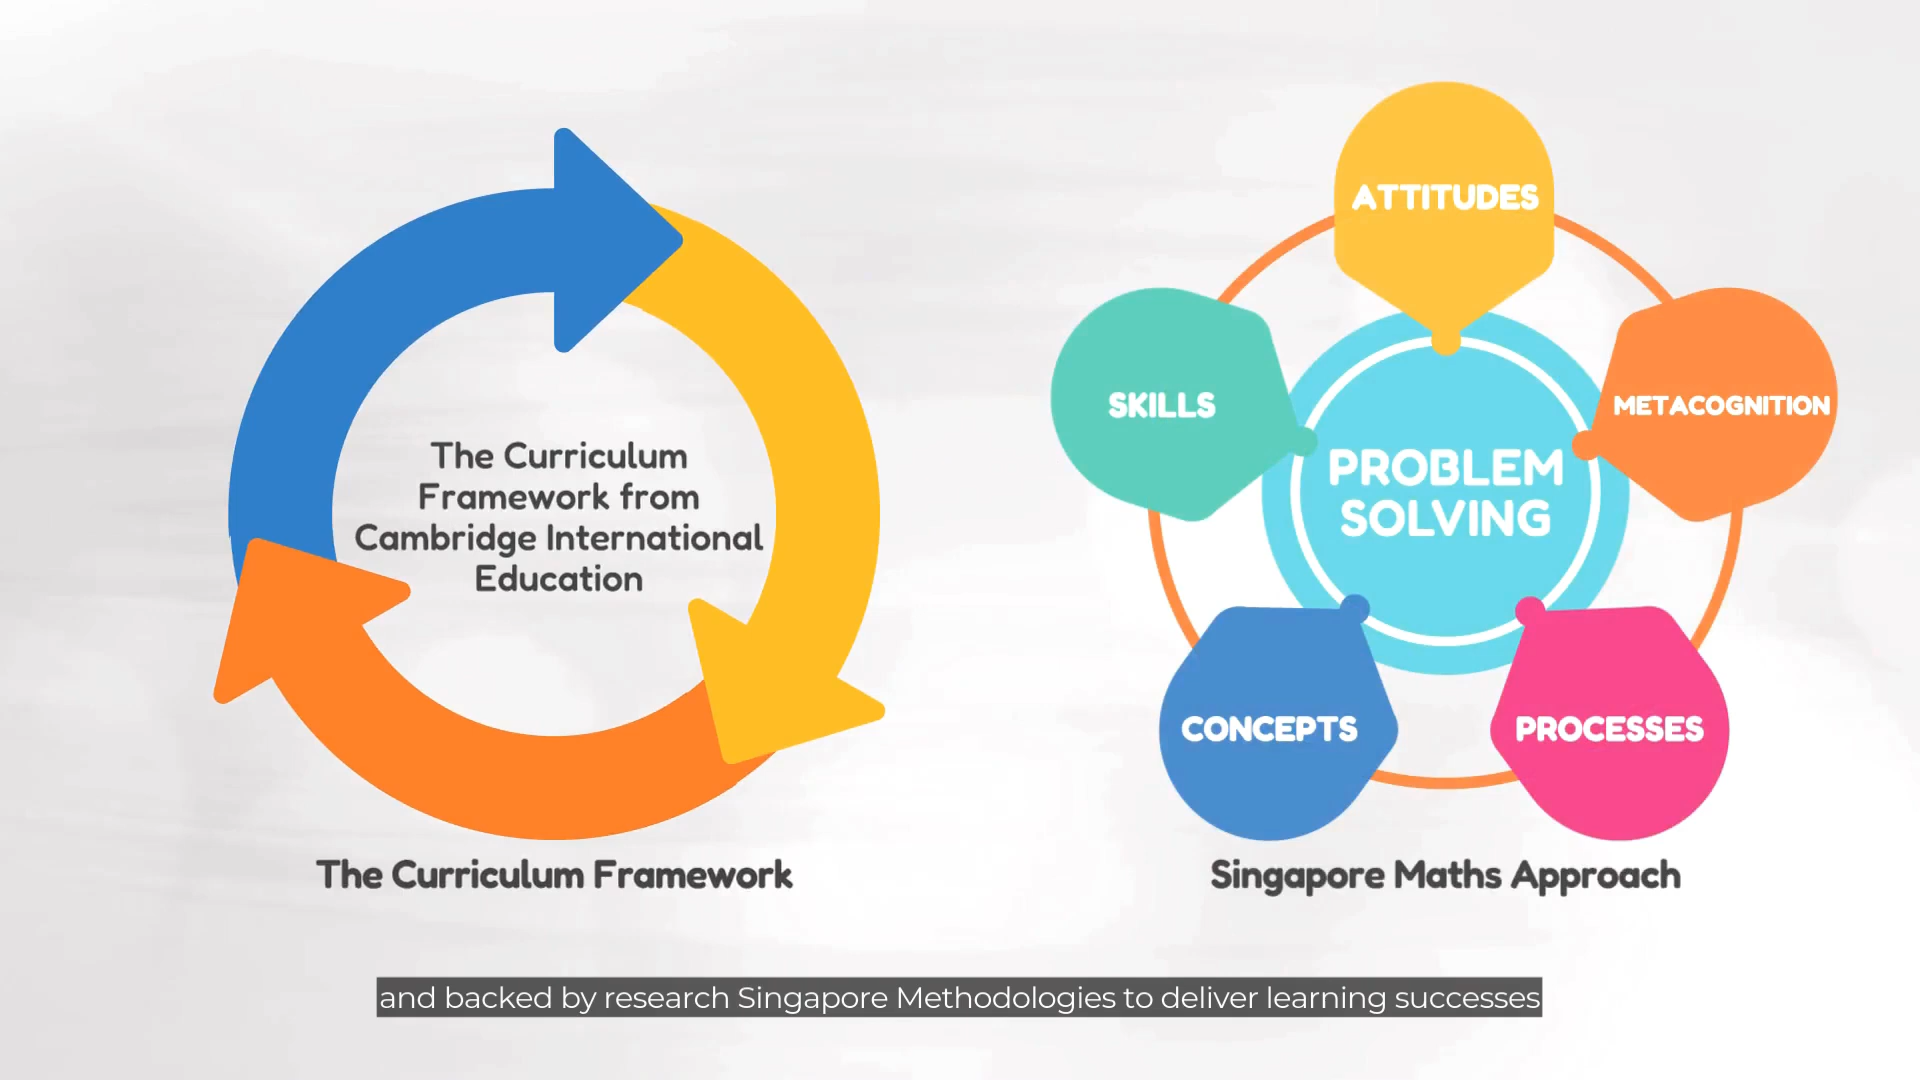 The Curriculum
Framework from
Cambridge International
Education
The Curriculum Framework
ATTITUDES
SKILLS
METACOGNITION
PROBLEM
SOLVING
CONCEPTS
PROCESSES
Singapore Maths Approach
and backed by research Singapore Methodologies to deliver learning successes